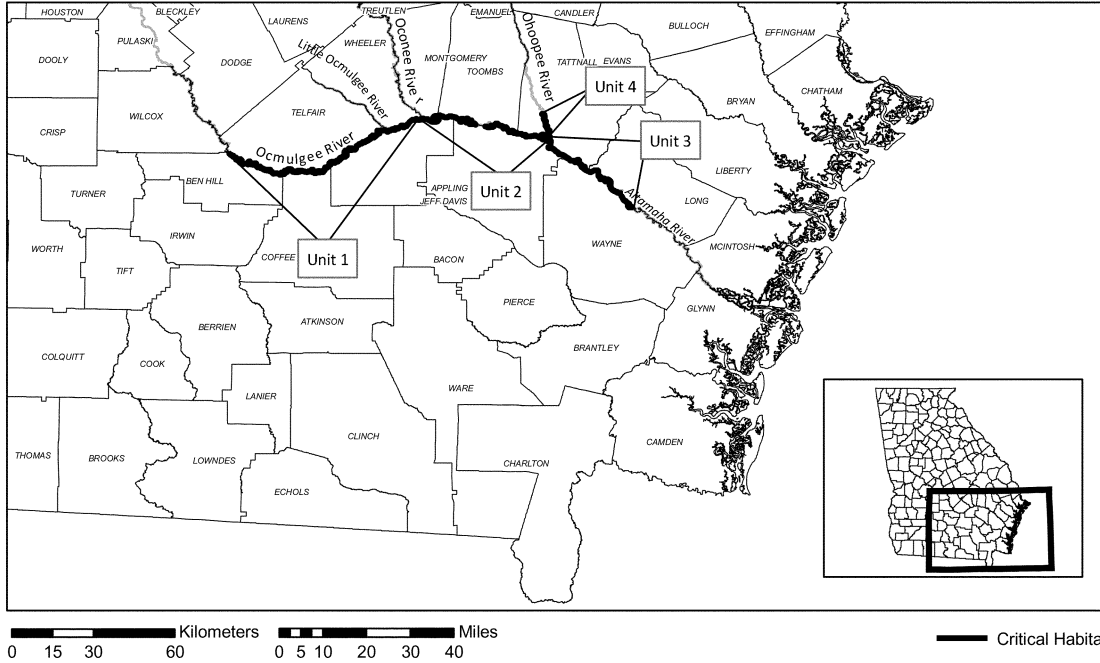 HOUSTON
BLECKLEY
TREUTLEN
EMANUEL
CANDLER
LAURENS
BULLOCH
EFFINGHAM
PULASKI
WHEELER
DOOLY
DODGE
MONTGOMERY
TOOMBS
TATTNALL
EVANS
Oconee River
Ohoopee River
Little Ocmulgee River
Unit 4
CHATHAM
BRYAN
WILCOX
TELFAIR
CRISP
Ocmulgee River
Unit 3
LIBERTY
TURNER
BEN HILL
APPLING
JEFF DAVIS
Unit 2
Altamaha River
LONG
IRWIN
WORTH
TIFT
COFFEE
Unit 1
BACON
WAYNE
MCINTOSH
PIERCE
GLYNN
BERRIEN
ATKINSON
COLQUITT
COOK
BRANTLEY
LANIER
WARE
CLINCH
CAMDEN
THOMAS
BROOKS
LOWNDES
CHARLTON
ECHOLS
Kilometers
0 15 30 60
Miles
0 5 10 20 30 40
Critical Habita